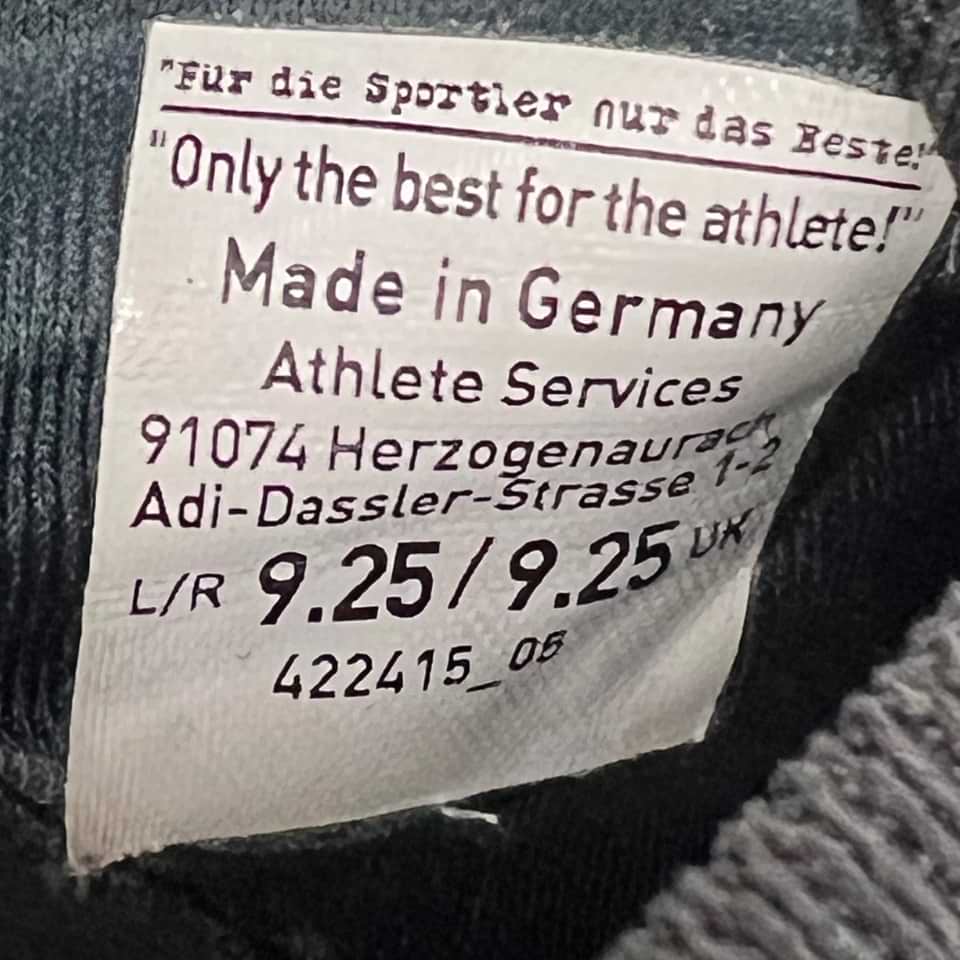 "Für die Sportler nur das Beste!"
"Only the best for the athlete!"
Made in Germany
Athlete Services
91074 Herzogenaurach
Adi-Dassler-Strasse 1-2
L/R 9.25/9.25 UK
422415_05